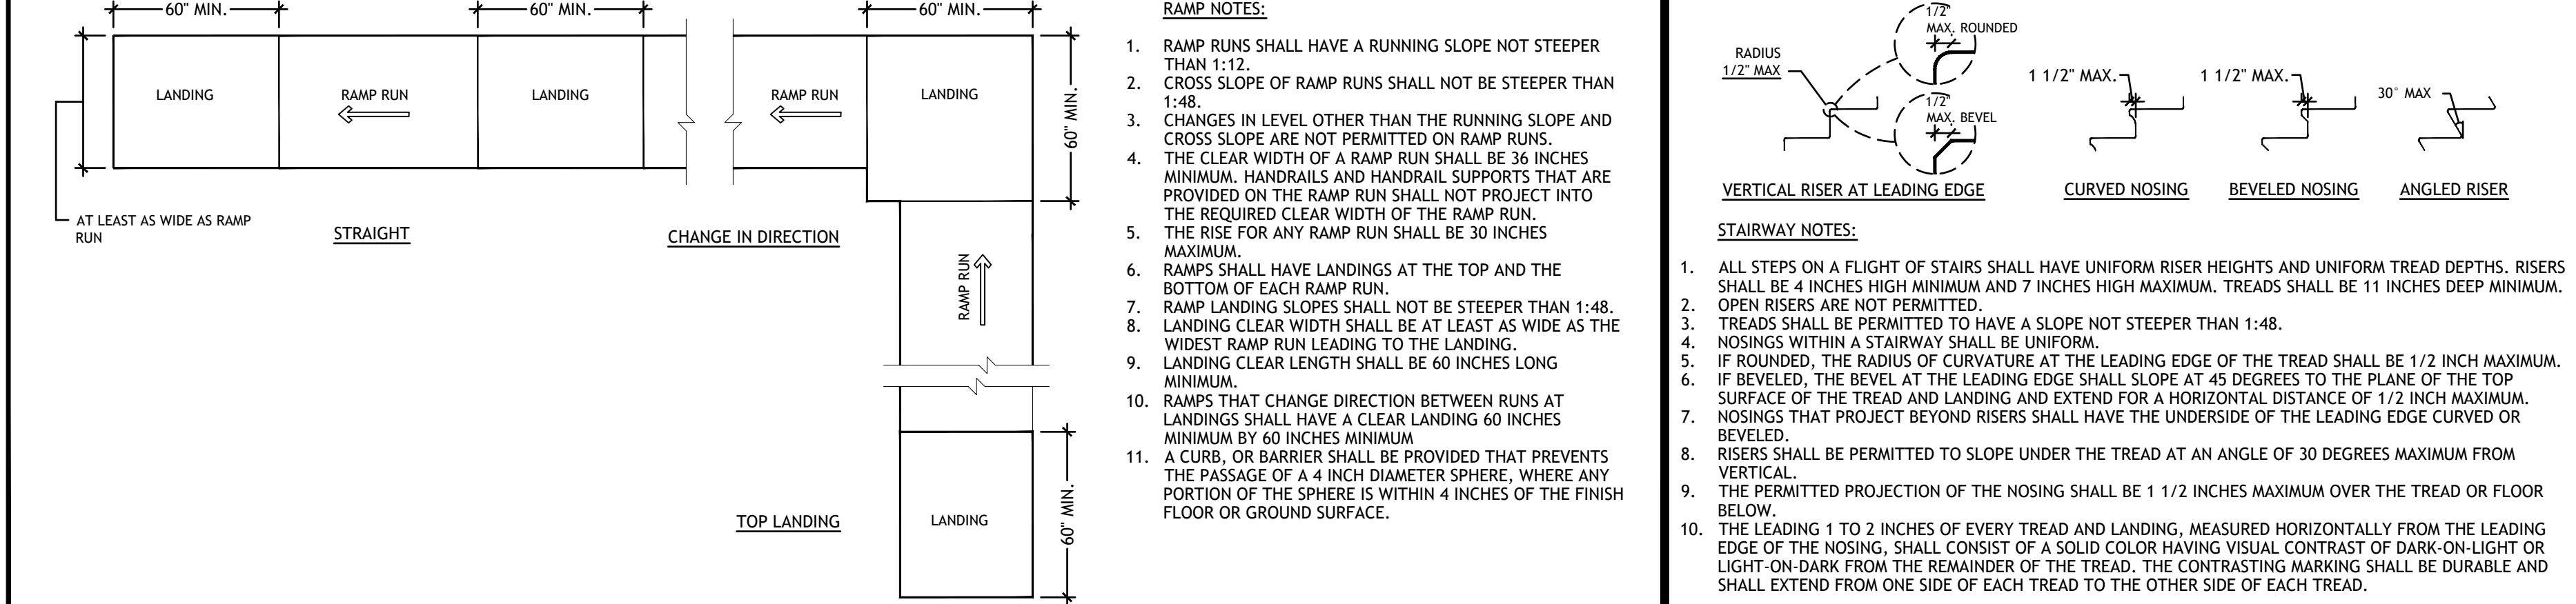 60" MIN.
60" MIN.
60" MIN.
LANDING
RAMP RUN
LANDING
RAMP RUN
LANDING
60" MIN.
AT LEAST AS WIDE AS RAMP
RUN
STRAIGHT
CHANGE IN DIRECTION
RAMP RUN
TOP LANDING
LANDING
60" MIN.
RAMP NOTES:
1. RAMP RUNS SHALL HAVE A RUNNING SLOPE NOT STEEPER
THAN 1:12.
2. CROSS SLOPE OF RAMP RUNS SHALL NOT BE STEEPER THAN
1:48.
3. CHANGES IN LEVEL OTHER THAN THE RUNNING SLOPE AND
CROSS SLOPE ARE NOT PERMITTED ON RAMP RUNS.
4. THE CLEAR WIDTH OF A RAMP RUN SHALL BE 36 INCHES
MINIMUM. HANDRAILS AND HANDRAIL SUPPORTS THAT ARE
PROVIDED ON THE RAMP RUN SHALL NOT PROJECT INTO
THE REQUIRED CLEAR WIDTH OF THE RAMP RUN.
5. THE RISE FOR ANY RAMP RUN SHALL BE 30 INCHES
MAXIMUM.
6. RAMPS SHALL HAVE LANDINGS AT THE TOP AND THE
BOTTOM OF EACH RAMP RUN.
7. RAMP LANDING SLOPES SHALL NOT BE STEEPER THAN 1:48.
8. LANDING CLEAR WIDTH SHALL BE AT LEAST AS WIDE AS THE
WIDEST RAMP RUN LEADING TO THE LANDING.
9. LANDING CLEAR LENGTH SHALL BE 60 INCHES LONG
MINIMUM.
10. RAMPS THAT CHANGE DIRECTION BETWEEN RUNS AT
LANDINGS SHALL HAVE A CLEAR LANDING 60 INCHES
MINIMUM BY 60 INCHES MINIMUM
11. A CURB, OR BARRIER SHALL BE PROVIDED THAT PREVENTS
THE PASSAGE OF A 4 INCH DIAMETER SPHERE, WHERE ANY
PORTION OF THE SPHERE IS WITHIN 4 INCHES OF THE FINISH
FLOOR OR GROUND SURFACE.
1/2"
MAX. ROUNDED
RADIUS
1/2" MAX
1/2"
MAX. BEVEL
1 1/2" MAX.
1 1/2" MAX.
30° MAX
VERTICAL RISER AT LEADING EDGE
CURVED NOSING
BEVELED NOSING
ANGLED RISER
STAIRWAY NOTES:
1. ALL STEPS ON A FLIGHT OF STAIRS SHALL HAVE UNIFORM RISER HEIGHTS AND UNIFORM TREAD DEPTHS. RISERS
SHALL BE 4 INCHES HIGH MINIMUM AND 7 INCHES HIGH MAXIMUM. TREADS SHALL BE 11 INCHES DEEP MINIMUM.
2. OPEN RISERS ARE NOT PERMITTED.
3. TREADS SHALL BE PERMITTED TO HAVE A SLOPE NOT STEEPER THAN 1:48.
4. NOSINGS WITHIN A STAIRWAY SHALL BE UNIFORM.
5. IF ROUNDED, THE RADIUS OF CURVATURE AT THE LEADING EDGE OF THE TREAD SHALL BE 1/2 INCH MAXIMUM.
6. IF BEVELED, THE BEVEL AT THE LEADING EDGE SHALL SLOPE AT 45 DEGREES TO THE PLANE OF THE TOP
SURFACE OF THE TREAD AND LANDING AND EXTEND FOR A HORIZONTAL DISTANCE OF 1/2 INCH MAXIMUM.
7. NOSINGS THAT PROJECT BEYOND RISERS SHALL HAVE THE UNDERSIDE OF THE LEADING EDGE CURVED OR
BEVELED.
8. RISERS SHALL BE PERMITTED TO SLOPE UNDER THE TREAD AT AN ANGLE OF 30 DEGREES MAXIMUM FROM
VERTICAL.
9. THE PERMITTED PROJECTION OF THE NOSING SHALL BE 1 1/2 INCHES MAXIMUM OVER THE TREAD OR FLOOR
BELOW.
10. THE LEADING 1 TO 2 INCHES OF EVERY TREAD AND LANDING, MEASURED HORIZONTALLY FROM THE LEADING
EDGE OF THE NOSING, SHALL CONSIST OF A SOLID COLOR HAVING VISUAL CONTRAST OF DARK-ON-LIGHT OR
LIGHT-ON-DARK FROM THE REMAINDER OF THE TREAD. THE CONTRASTING MARKING SHALL BE DURABLE AND
SHALL EXTEND FROM ONE SIDE OF EACH TREAD TO THE OTHER SIDE OF EACH TREAD.